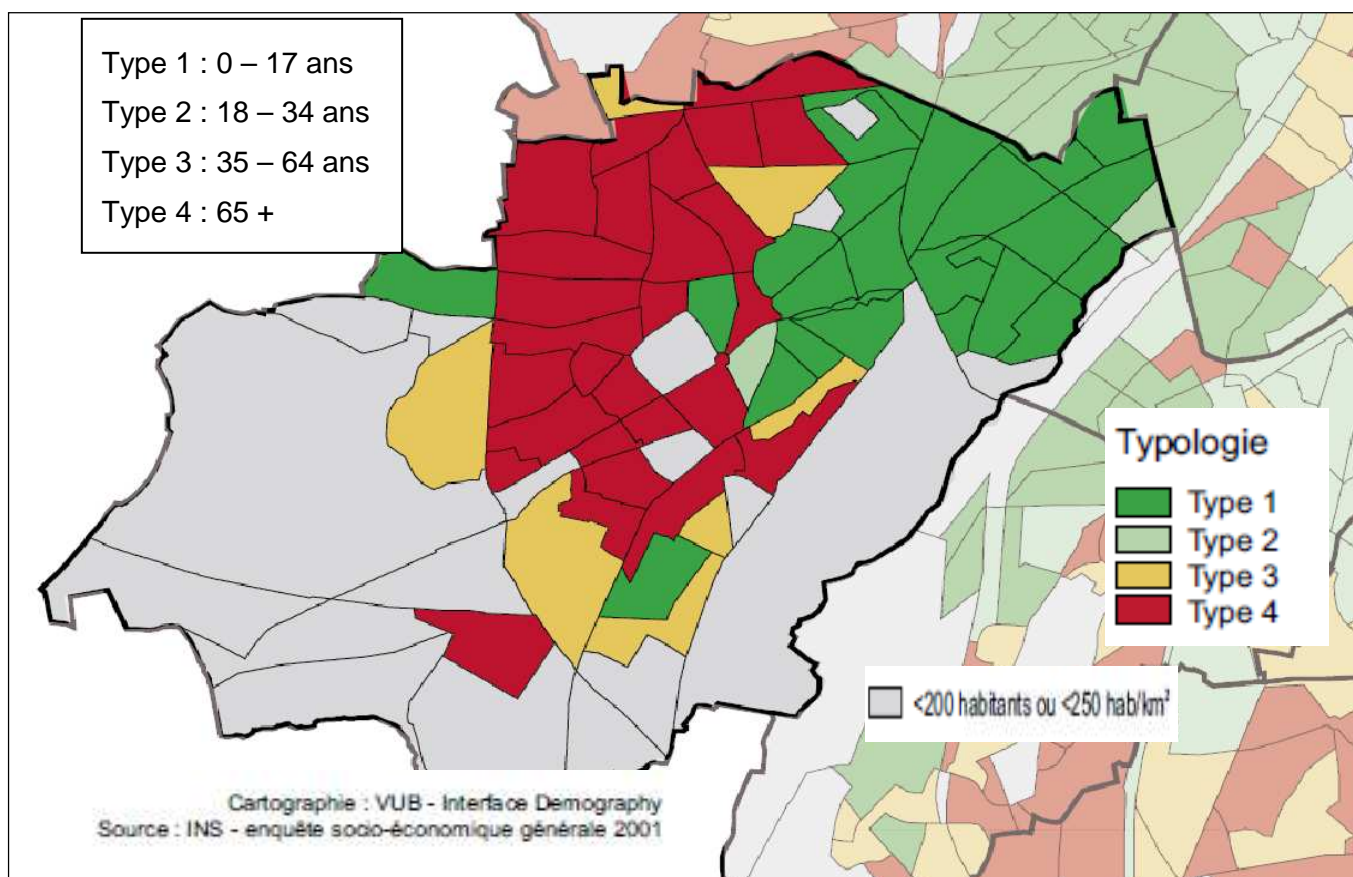 Type 1 : 0 – 17 ans
Type 2 : 18 – 34 ans
Type 3 : 35 – 64 ans
Type 4 : 65 +
Typologie
Type 1
Type 2
Type 3
Type 4
<200 habitants ou <250 hab/km²
Cartographie : VUB - Interface Demography
Source : INS - enquête socio-économique générale 2001